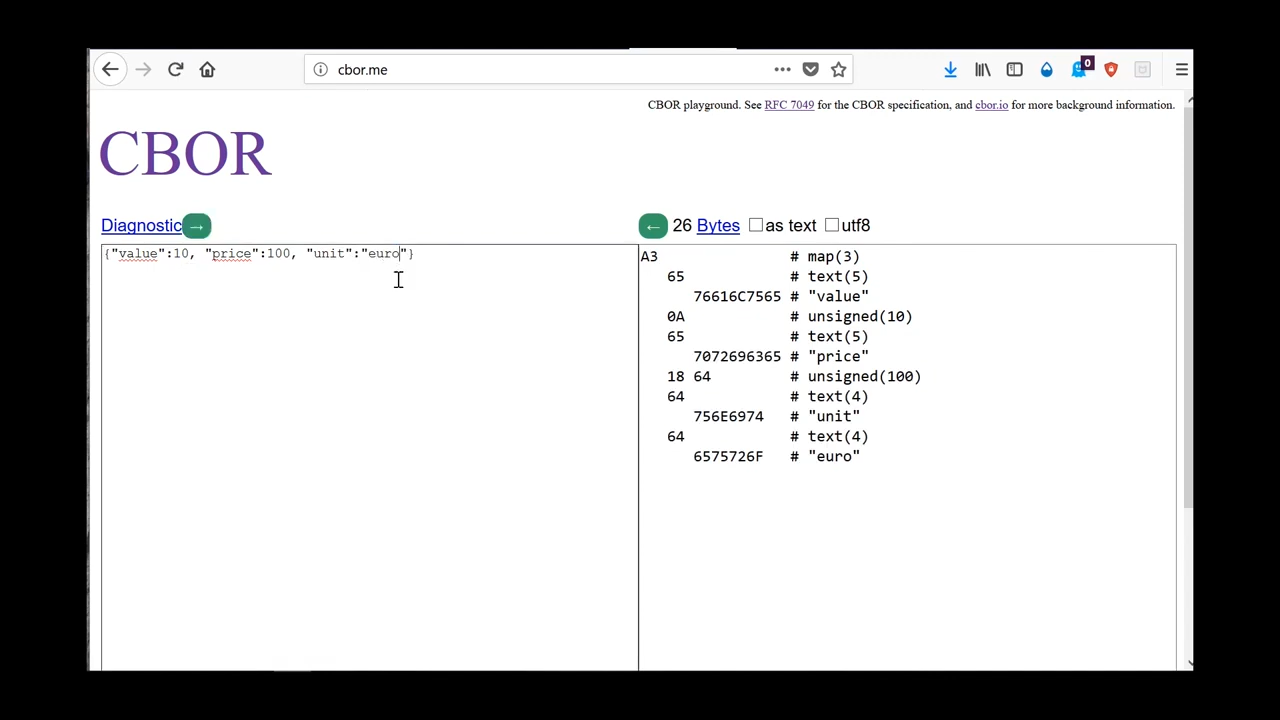 cbor.me
0
CBOR playground. See RFC 7049 for the CBOR specification, and cbor.io for more background information.
CBOR
Diagnostic →
← 26 Bytes as text utf8
{"value":10, "price":100, "unit":"euro"}
A3 # map(3)
65 # text(5)
76616C7565 # "value"
0A # unsigned(10)
65 # text(5)
7072696365 # "price"
18 64 # unsigned(100)
64 # text(4)
756E6974 # "unit"
64 # text(4)
6575726F # "euro"